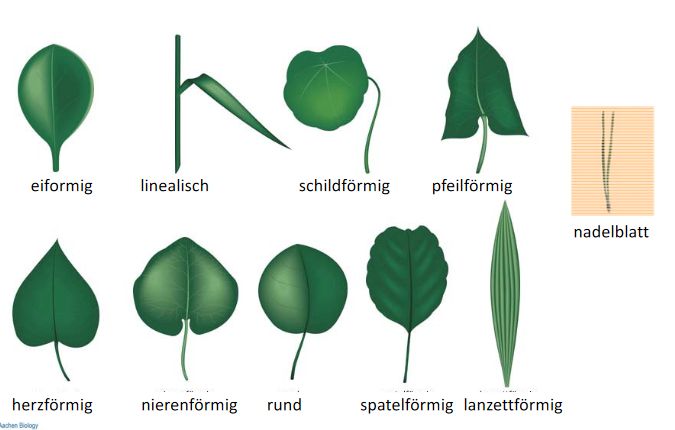 eiformig
linealisch
schildförmig
pfeilförmig
nadelblatt
herzförmig
nierenförmig
rund
spatelförmig
lanzettförmig
Aachen Biology